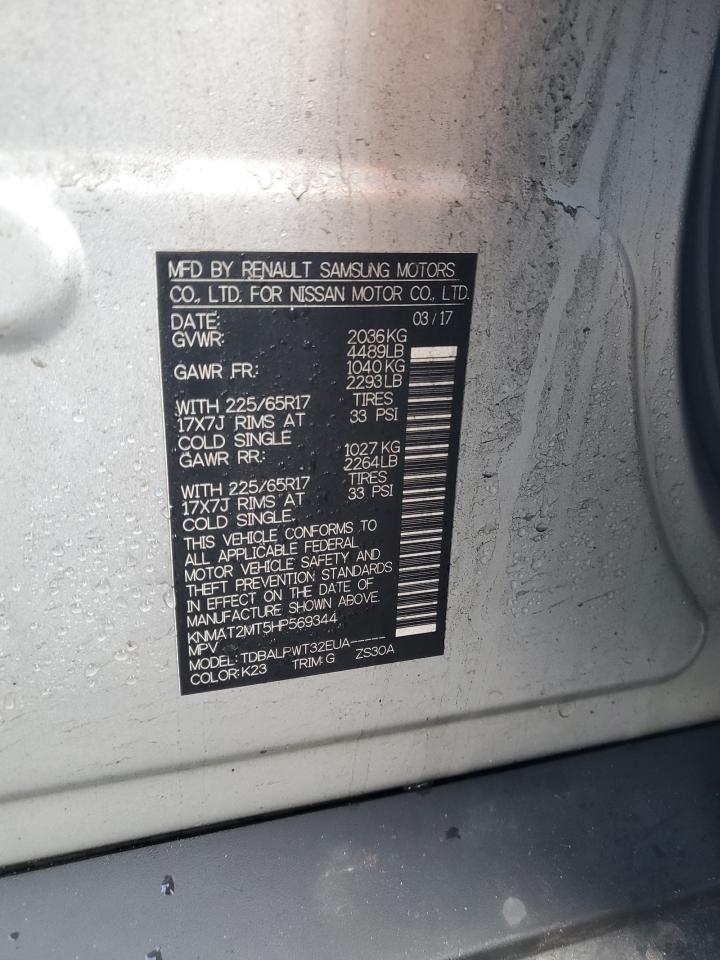 MFD BY RENAULT SAMSUNG MOTORS
CO., LTD. FOR NISSAN MOTOR CO., LTD.
DATE: 03/17
GVWR: 2036KG
4489LB
GAWR FR.: 1040KG
2293LB
WITH 225/65R17 TIRES
17X7J RIMS AT 33 PSI
COLD SINGLE
GAWR RR.: 1027KG
2264LB
WITH 225/65R17 TIRES
17X7J RIMS AT 33 PSI
COLD SINGLE.
THIS VEHICLE CONFORMS TO
ALL APPLICABLE FEDERAL
MOTOR VEHICLE SAFETY AND
THEFT PREVENTION STANDARDS
IN EFFECT ON THE DATE OF
MANUFACTURE SHOWN ABOVE.
KNMAT2MT5HP569344
MPV
MODEL: TDBALPWT32EUA-----
COLOR: K23 TRIM: G ZS30A